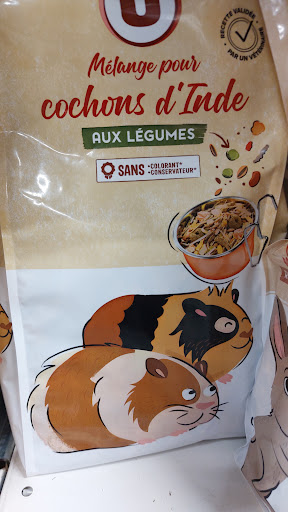 U
RECETTE VALIDÉE
PAR UN VÉTÉRINAIRE
Mélange pour
cochons d'Inde
AUX LÉGUMES
SANS
•COLORANT*
•CONSERVATEUR*